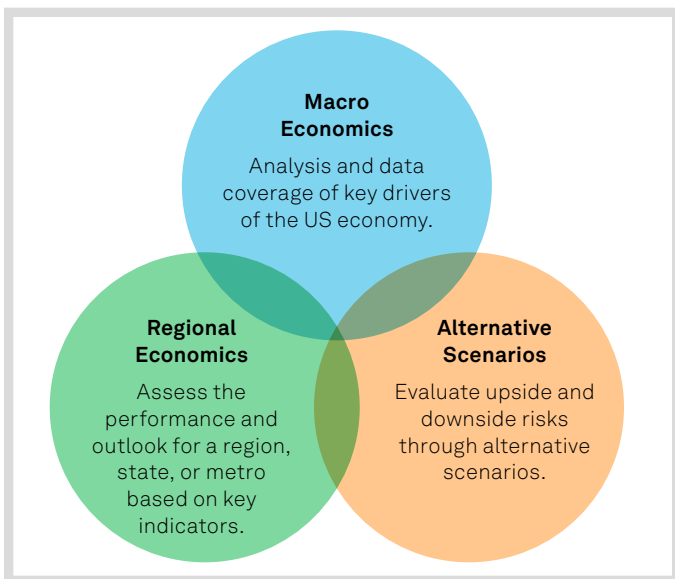 Macro
Economics
Analysis and data
coverage of key drivers
of the US economy.
Regional
Economics
Assess the
performance and
outlook for a region,
state, or metro
based on key
indicators.
Alternative
Scenarios
Evaluate upside and
downside risks
through alternative
scenarios.